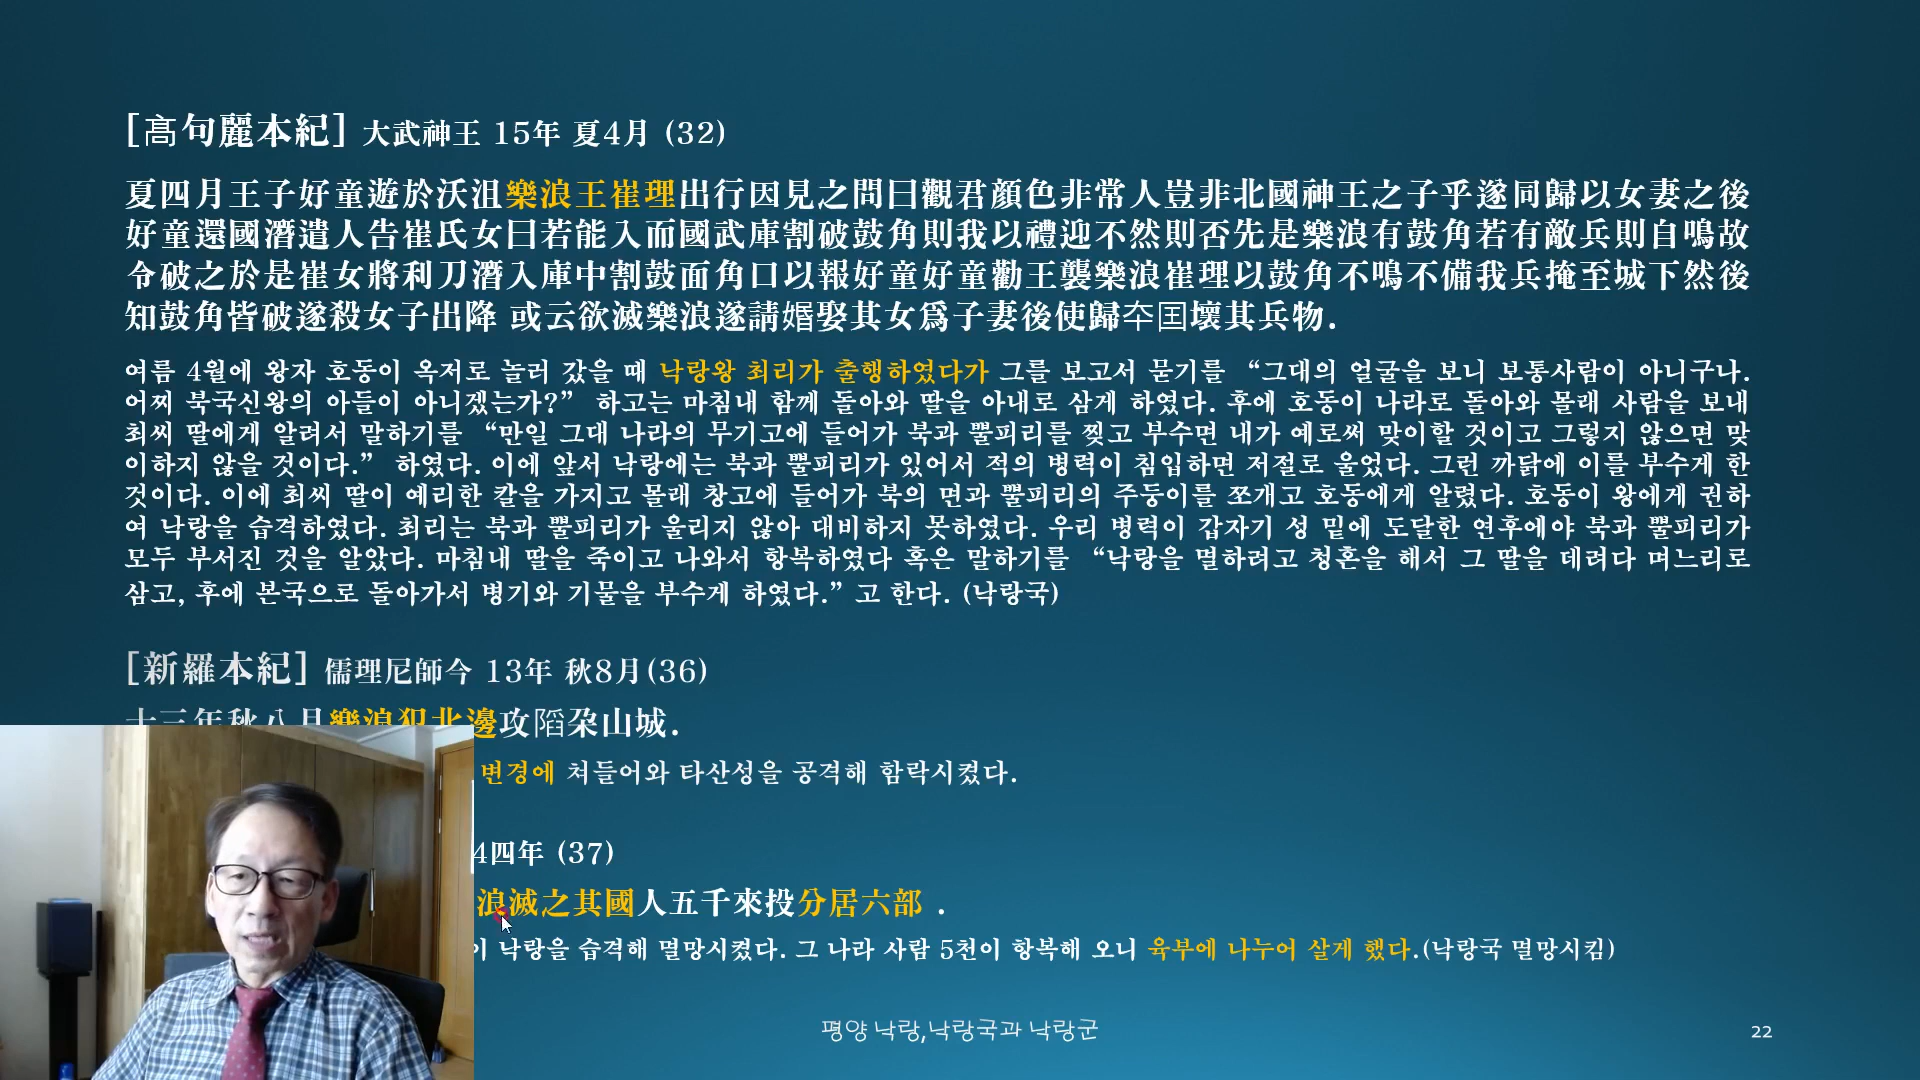 [髙句麗本紀] 大武神王 15年 夏4月 (32)
夏四月王子好童遊於沃沮樂浪王崔理出行因見之問曰觀君顔色非常人豈非北國神王之子乎遂同歸以女妻之後
好童還國潛遣人告崔氏女曰若能入而國武庫割破鼓角則我以禮迎不然則否先是樂浪有鼓角若有敵兵則自鳴故
令破之於是崔女將利刀潛入庫中割鼓面角口以報好童好童勸王襲樂浪崔理以鼓角不鳴不備我兵掩至城下然後
知鼓角皆破遂殺女子出降 或云欲滅樂浪遂請婚娶其女爲子妻後使歸夲囯壞其兵物.
여름 4월에 왕자 호동이 옥저로 놀러 갔을 때 낙랑왕 최리가 출행하였다가 그를 보고서 묻기를 “그대의 얼굴을 보니 보통사람이 아니구나.
어찌 북국신왕의 아들이 아니겠는가?” 하고는 마침내 함께 돌아와 딸을 아내로 삼게 하였다. 후에 호동이 나라로 돌아와 몰래 사람을 보내
최씨 딸에게 알려서 말하기를 “만일 그대 나라의 무기고에 들어가 북과 뿔피리를 찢고 부수면 내가 예로써 맞이할 것이고 그렇지 않으면 맞
이하지 않을 것이다.” 하였다. 이에 앞서 낙랑에는 북과 뿔피리가 있어서 적의 병력이 침입하면 저절로 울었다. 그런 까닭에 이를 부수게 한
것이다. 이에 최씨 딸이 예리한 칼을 가지고 몰래 창고에 들어가 북의 면과 뿔피리의 주둥이를 쪼개고 호동에게 알렸다. 호동이 왕에게 권하
여 낙랑을 습격하였다. 최리는 북과 뿔피리가 울리지 않아 대비하지 못하였다. 우리 병력이 갑자기 성 밑에 도달한 연후에야 북과 뿔피리가
모두 부서진 것을 알았다. 마침내 딸을 죽이고 나와서 항복하였다 혹은 말하기를 “낙랑을 멸하려고 청혼을 해서 그 딸을 데려다 며느리로
삼고, 후에 본국으로 돌아가서 병기와 기물을 부수게 하였다.”고 한다. (낙랑국)
[新羅本紀] 儒理尼師今 13年 秋8月(36)
十三年秋八月樂浪犯北邊攻陷朶山城.
변경에 쳐들어와 타산성을 공격해 함락시켰다.
4四年 (37)
浪滅之其國人五千來投分居六部 .
이 낙랑을 습격해 멸망시켰다. 그 나라 사람 5천이 항복해 오니 육부에 나누어 살게 했다.(낙랑국 멸망시킴)
평양 낙랑,낙랑국과 낙랑군
22